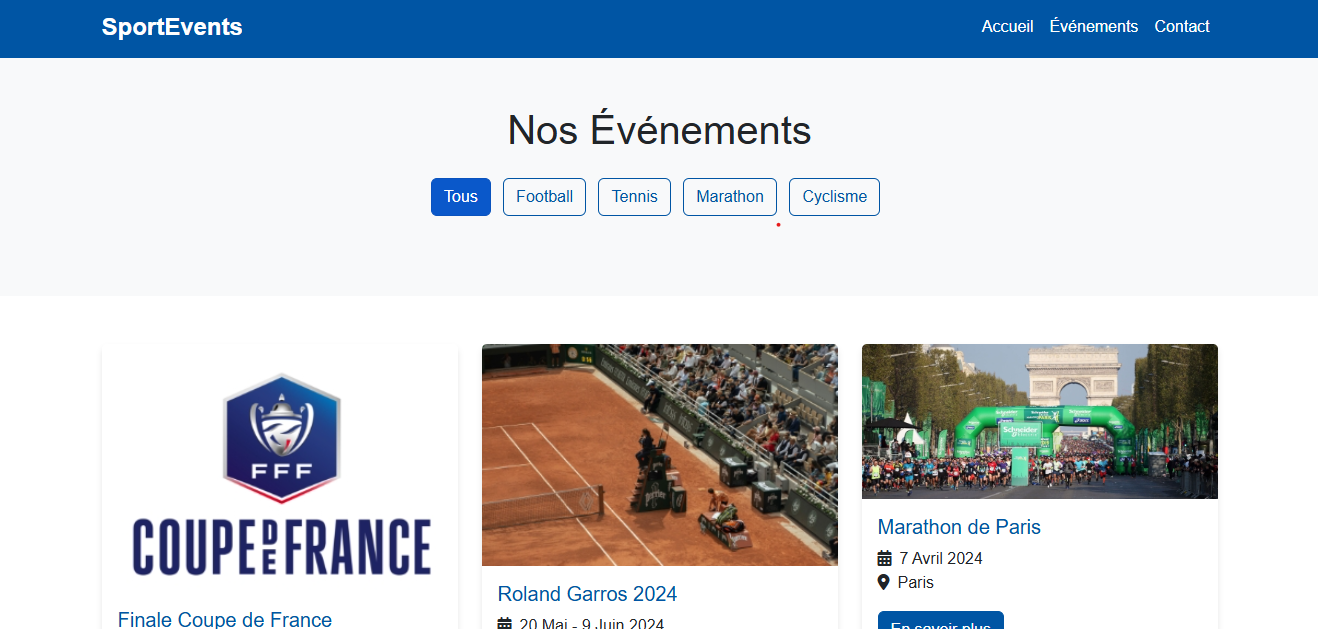 SportEvents
Accueil Événements Contact
Nos Événements
Tous Football Tennis Marathon Cyclisme
FFF
COUPE DE FRANCE
Finale Coupe de France
Roland Garros 2024
20 Mai - 9 Juin 2024
Schneider
Marathon de Paris
7 Avril 2024
Paris
En savoir plus